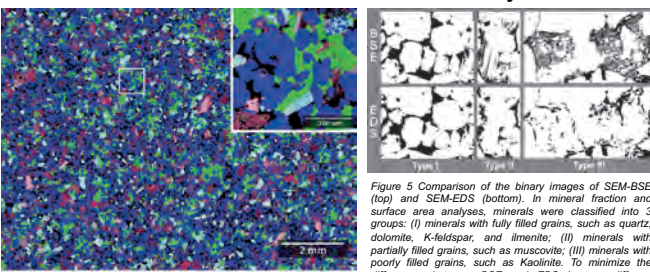 2 mm
BSE
EDS
Type I
Type II
Type III
Figure 5 Comparison of the binary images of SEM-BSE
(top) and SEM-EDS (bottom). In mineral fraction and
surface area analyses, minerals were classified into 3
groups: (I) minerals with fully filled grains, such as quartz,
dolomite, K-feldspar, and ilmenite; (II) minerals with
partially filled grains, such as muscovite; (III) minerals with
poorly filled grains, such as Kaolinite. To minimize the